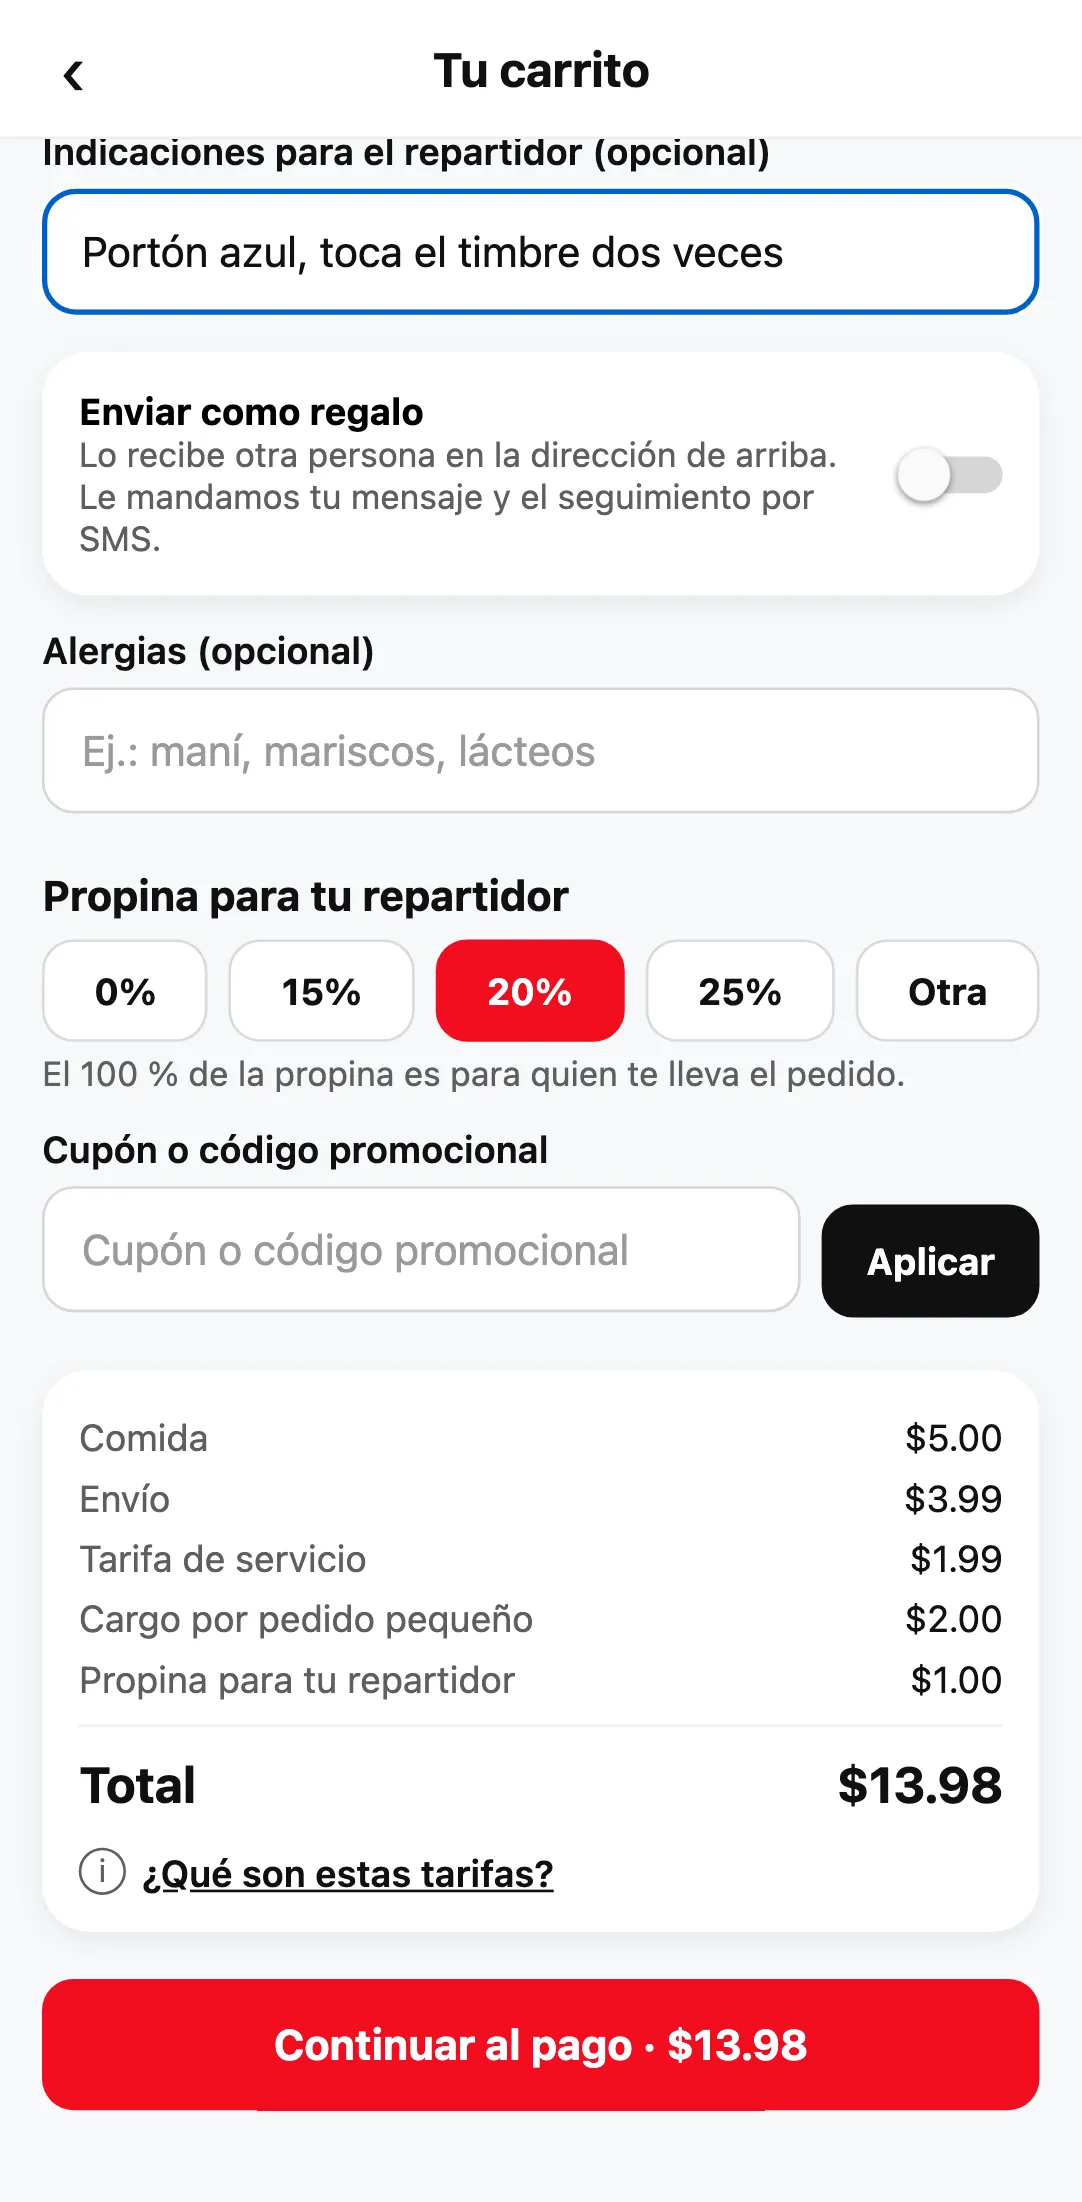 Tu carrito
Indicaciones para el repartidor (opcional)
Portón azul, toca el timbre dos veces
Enviar como regalo
Lo recibe otra persona en la dirección de arriba.
Le mandamos tu mensaje y el seguimiento por
SMS.
Alergias (opcional)
Ej.: maní, mariscos, lácteos
Propina para tu repartidor
0% 15% 20% 25% Otra
El 100 % de la propina es para quien te lleva el pedido.
Cupón o código promocional
Cupón o código promocional Aplicar
Comida $5.00
Envío $3.99
Tarifa de servicio $1.99
Cargo por pedido pequeño $2.00
Propina para tu repartidor $1.00
Total $13.98
¿Qué son estas tarifas?
Continuar al pago · $13.98